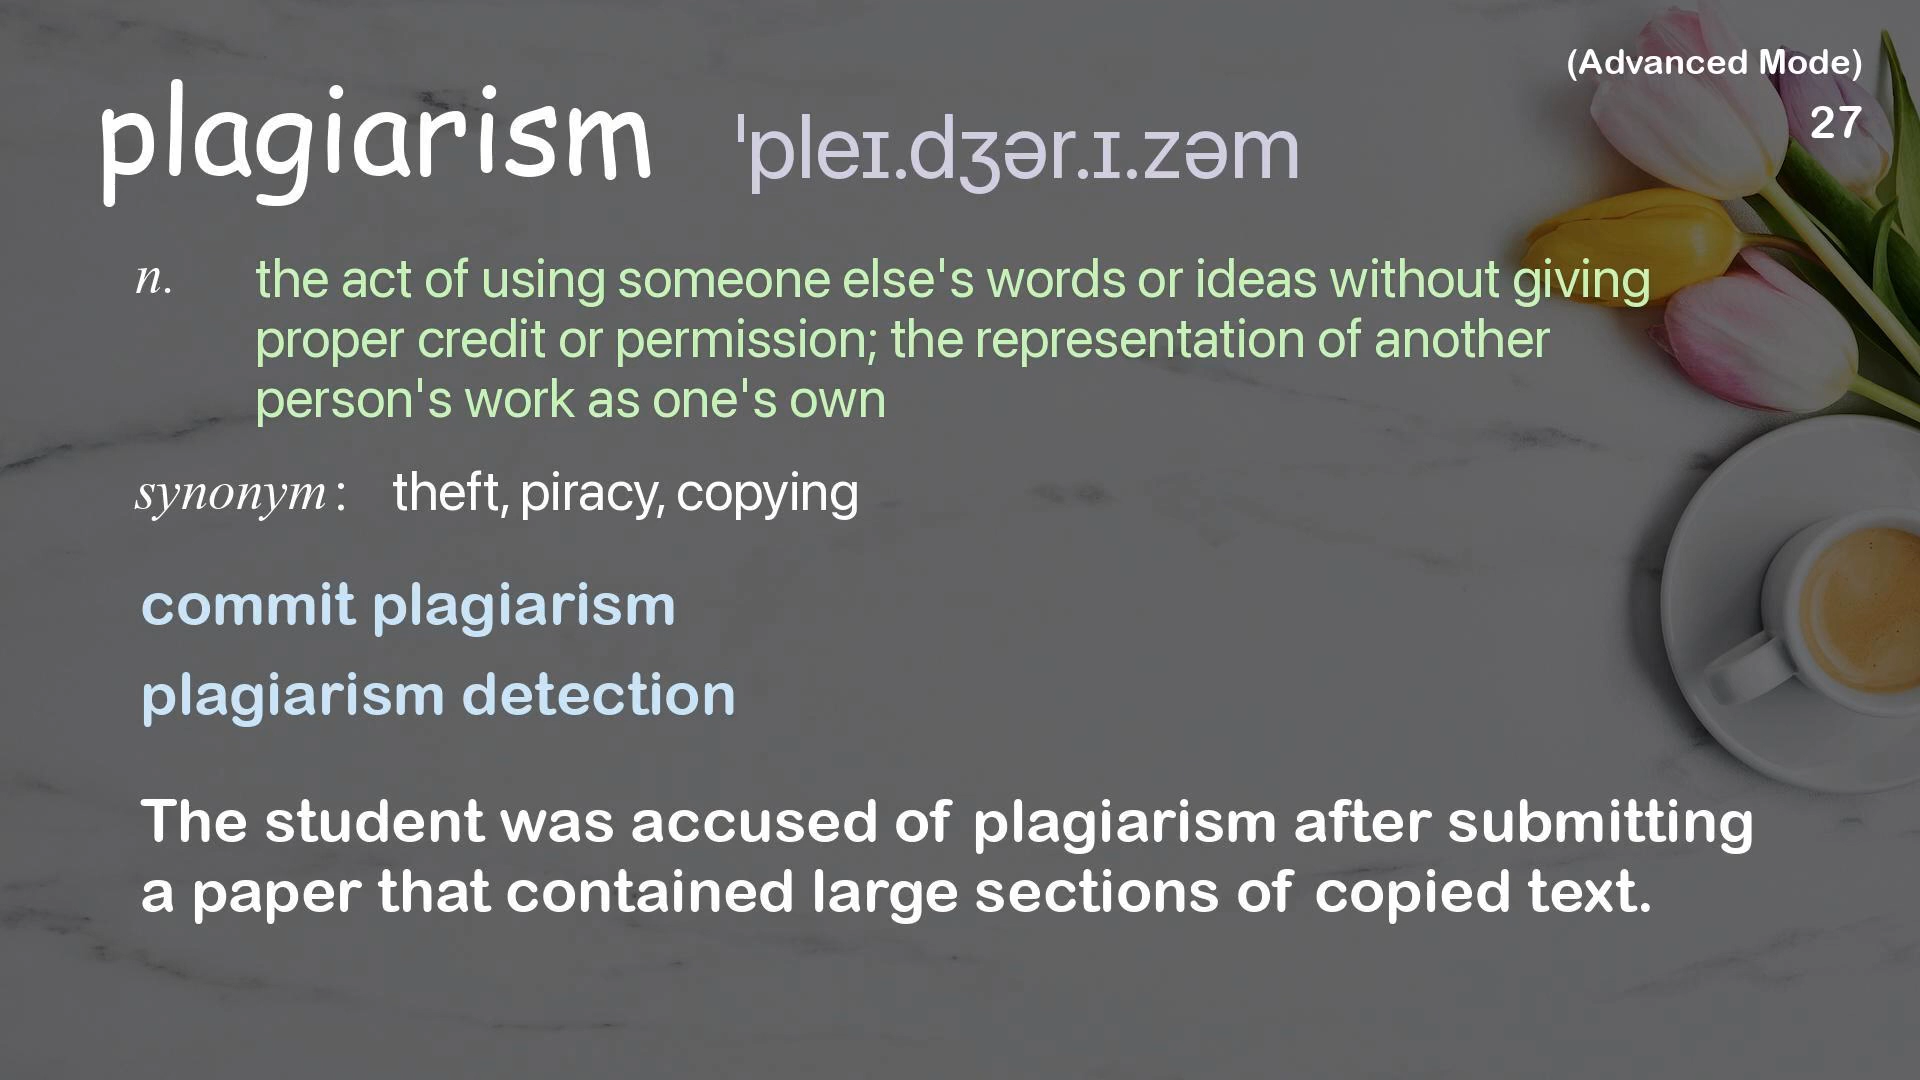 (Advanced Mode)
27
plagiarism ˈpleɪ.dʒər.ɪ.zəm
n. the act of using someone else's words or ideas without giving
proper credit or permission; the representation of another
person's work as one's own
synonym: theft, piracy, copying
commit plagiarism
plagiarism detection
The student was accused of plagiarism after submitting
a paper that contained large sections of copied text.